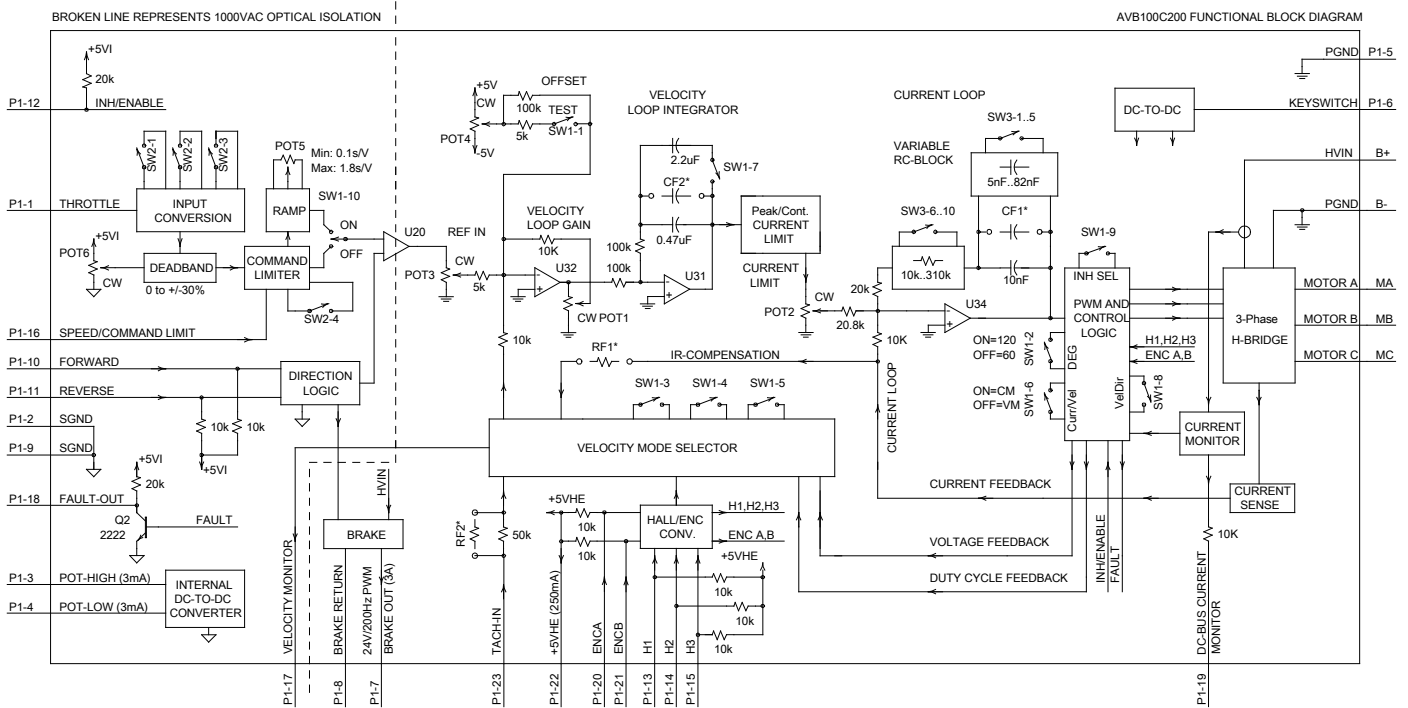 BROKEN LINE REPRESENTS 1000VAC OPTICAL ISOLATION
AVB100C200 FUNCTIONAL BLOCK DIAGRAM
+5VI
20k
P1-12
INH/ENABLE
SW2-1
SW2-2
SW2-3
POT5
Min: 0.1s/V
Max: 1.8s/V
P1-1
THROTTLE
INPUT
CONVERSION
RAMP
SW1-10
ON
OFF
+5VI
POT6
CW
DEADBAND
0 to +/-30%
COMMAND
LIMITER
SW2-4
U20
P1-16
SPEED/COMMAND LIMIT
P1-10
FORWARD
P1-11
REVERSE
DIRECTION
LOGIC
P1-2
SGND
P1-9
SGND
10k
10k
+5VI
+5VI
20k
P1-18
FAULT-OUT
Q2
2222
FAULT
P1-3
POT-HIGH (3mA)
P1-4
POT-LOW (3mA)
INTERNAL
DC-TO-DC
CONVERTER
HVIN
BRAKE
VELOCITY MONITOR
BRAKE RETURN
24V/200Hz PWM
BRAKE OUT (3A)
P1-17
P1-8
P1-7
+5V
CW
POT4
-5V
OFFSET
100k
TEST
5k
SW1-1
REF IN
POT3
CW
5k
VELOCITY
LOOP GAIN
10K
U32
CW
POT1
VELOCITY
LOOP INTEGRATOR
2.2uF
SW1-7
CF2*
0.47uF
100k
100k
U31
Peak/Cont.
CURRENT
LIMIT
CURRENT
LIMIT
POT2
CW
20.8k
20k
10K
CURRENT LOOP
SW3-1..5
VARIABLE
RC-BLOCK
5nF..82nF
SW3-6..10
10k..310k
CF1*
10nF
U34
10k
RF1*
IR-COMPENSATION
SW1-3
SW1-4
SW1-5
VELOCITY MODE SELECTOR
CURRENT LOOP
SW1-9
INH SEL
PWM AND
CONTROL
LOGIC
ON=120
OFF=60
SW1-2
DEG
ON=CM
OFF=VM
SW1-6
Curr/Vel
VelDir
SW1-8
H1,H2,H3
ENC A,B
DC-TO-DC
PGND
P1-5
KEYSWITCH
P1-6
HVIN
B+
PGND
B-
3-Phase
H-BRIDGE
MOTOR A
MA
MOTOR B
MB
MOTOR C
MC
CURRENT
MONITOR
CURRENT
SENSE
10K
CURRENT FEEDBACK
VOLTAGE FEEDBACK
DUTY CYCLE FEEDBACK
INH/ENABLE
FAULT
DC-BUS CURRENT
MONITOR
P1-19
RF2*
50k
TACH-IN
P1-23
+5VHE
10k
10k
+5VHE (250mA)
P1-22
ENCA
P1-20
ENCB
P1-21
HALL/ENC
CONV.
H1,H2,H3
ENC A,B
+5VHE
10k
10k
10k
H1
P1-13
H2
P1-14
H3
P1-15